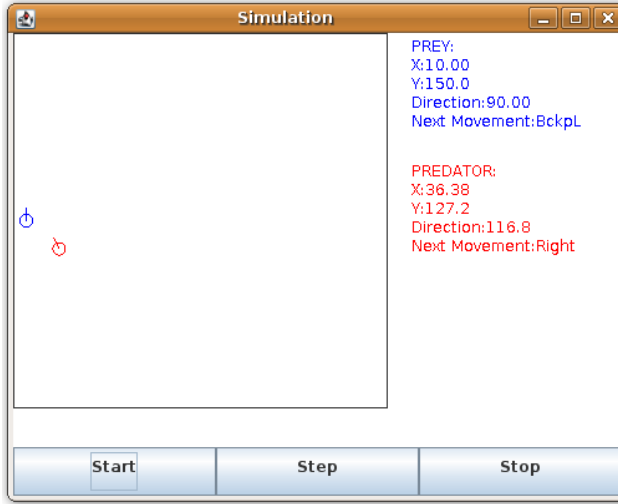 Simulation
PREY:
X:10.00
Y:150.0
Direction:90.00
Next Movement:BckpL
PREDATOR:
X:36.38
Y:127.2
Direction:116.8
Next Movement:Right
Start
Step
Stop